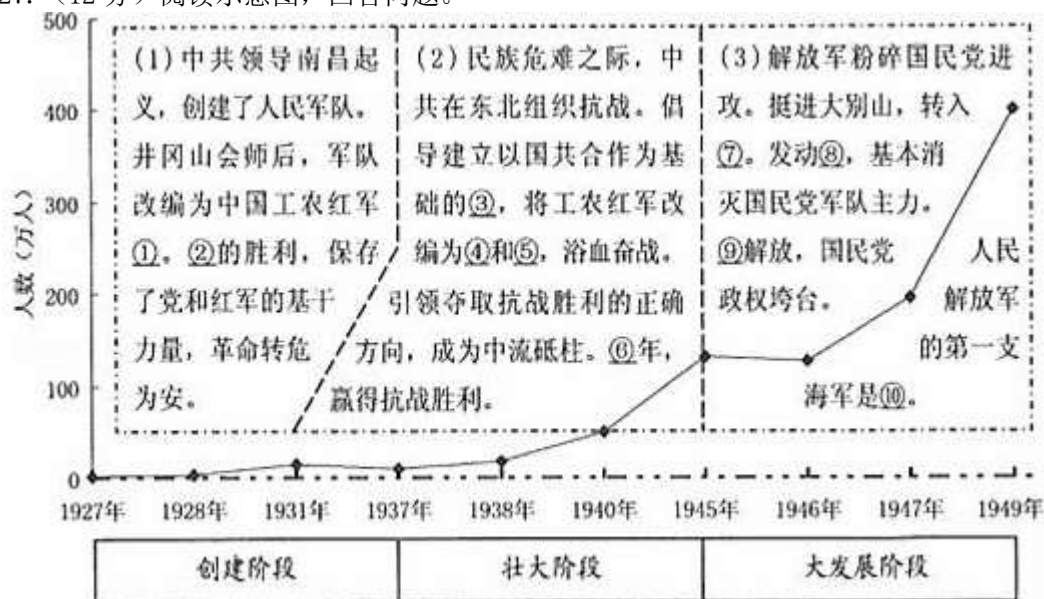 27.（12 分）阅读示意图，回答问题。
人数（万人）
500
400
300
200
100
0
(1)中共领导南昌起
义，创建了人民军队。
井冈山会师后，军队
改编为中国工农红军
①。②的胜利，保存
了党和红军的基干
力量，革命转危
为安。
(2)民族危难之际，中
共在东北组织抗战。倡
导建立以国共合作为基
础的③，将工农红军改
编为④和⑤，浴血奋战。
引领夺取抗战胜利的正确
方向，成为中流砥柱。⑥年，
赢得抗战胜利。
(3)解放军粉碎国民党进
攻。挺进大别山，转入
⑦。发动⑧，基本消
灭国民党军队主力。
⑨解放，国民党
政权垮台。
人民
解放军
的第一支
海军是⑩。
1927年 1928年 1931年 1937年 1938年 1940年 1945年 1946年 1947年 1949年
创建阶段 壮大阶段 大发展阶段